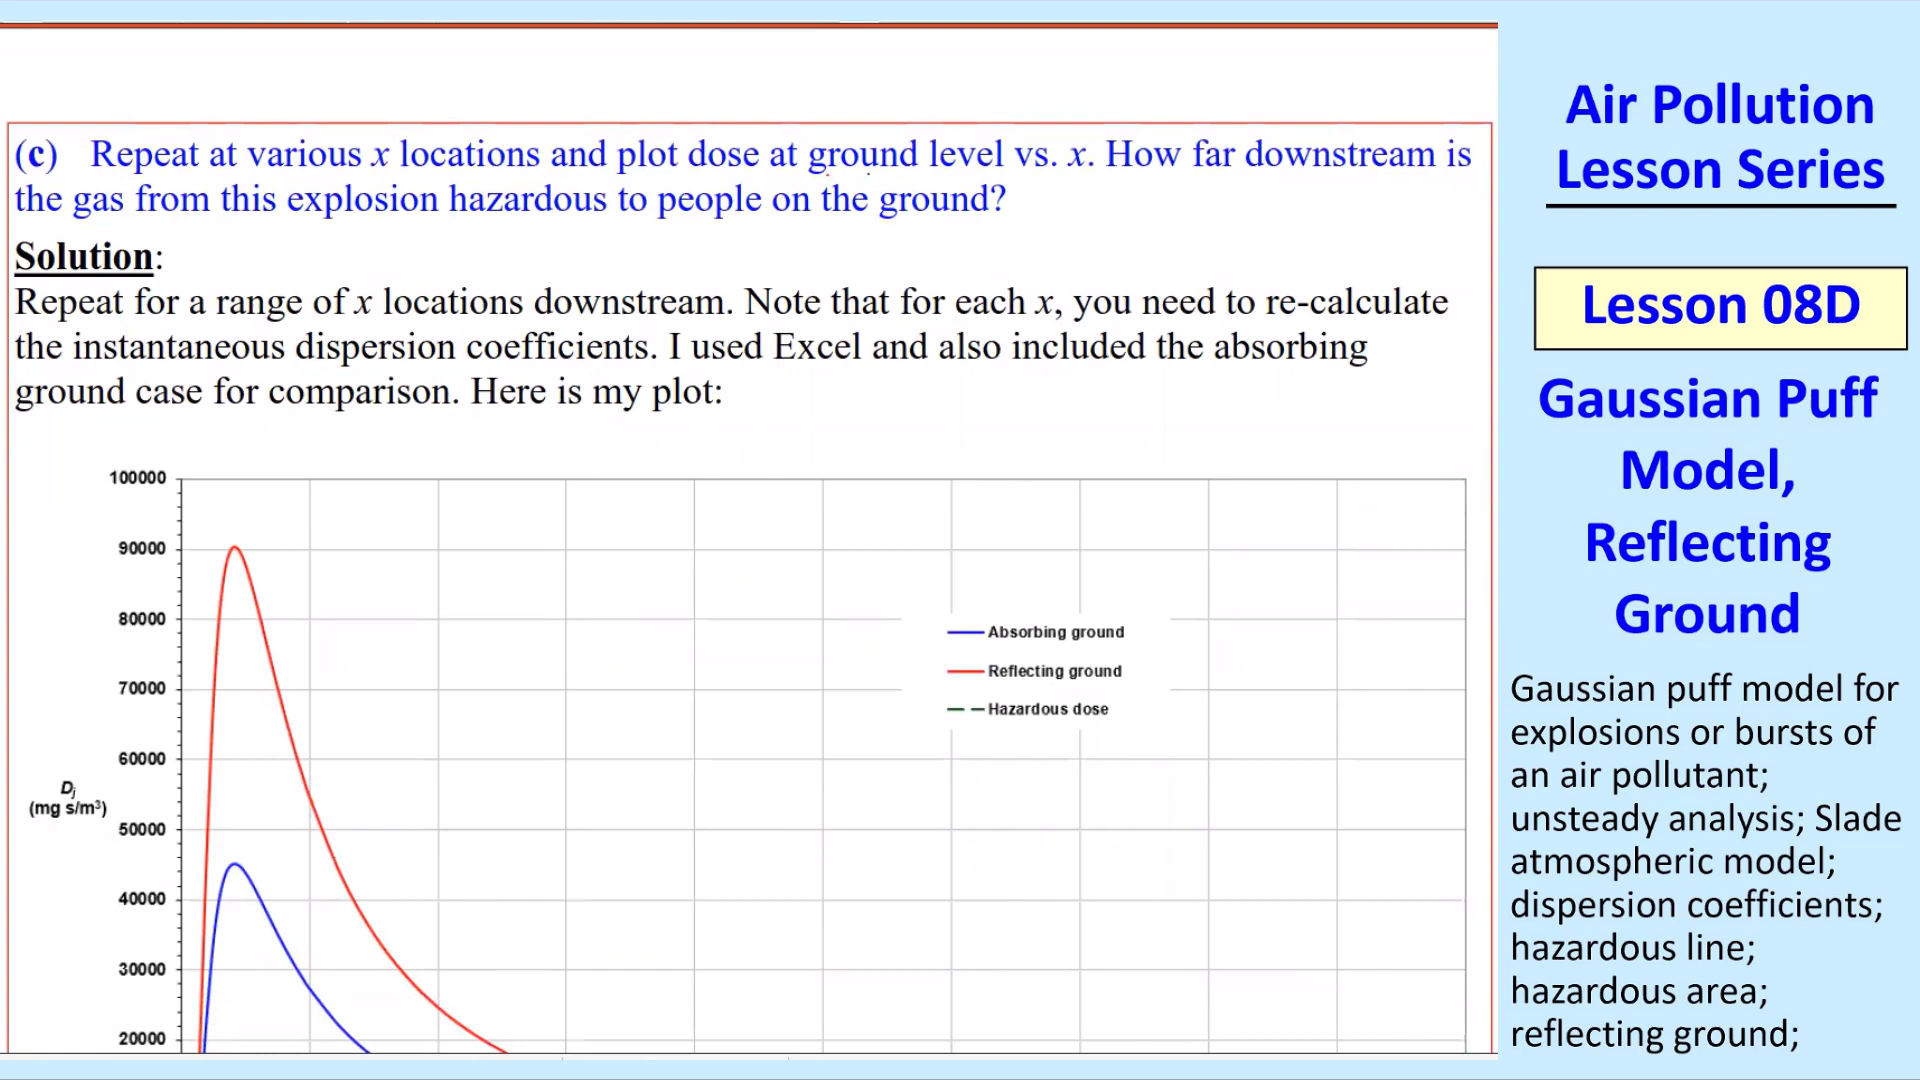 (c) Repeat at various x locations and plot dose at ground level vs. x. How far downstream is
the gas from this explosion hazardous to people on the ground?
Solution:
Repeat for a range of x locations downstream. Note that for each x, you need to re-calculate
the instantaneous dispersion coefficients. I used Excel and also included the absorbing
ground case for comparison. Here is my plot:
100000
90000
80000
70000
60000
50000
40000
30000
20000
Dj
(mg s/m³)
Absorbing ground
Reflecting ground
Hazardous dose
Air Pollution
Lesson Series
Lesson 08D
Gaussian Puff
Model,
Reflecting
Ground
Gaussian puff model for
explosions or bursts of
an air pollutant;
unsteady analysis; Slade
atmospheric model;
dispersion coefficients;
hazardous line;
hazardous area;
reflecting ground;